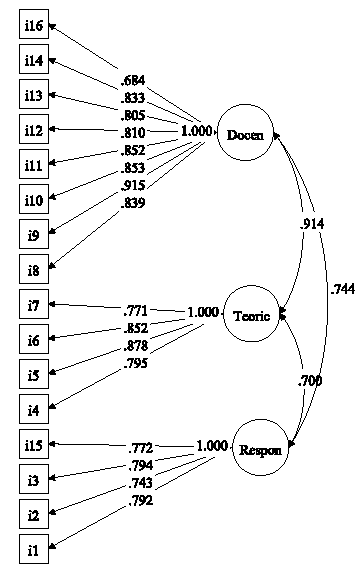 i16
i14
i13
i12
i11
i10
i9
i8
i7
i6
i5
i4
i15
i3
i2
i1
.684
.833
.805
.810
.852
.853
.915
.839
1.000
Docen
.771
.852
.878
.795
1.000
Teoric
.772
.794
.743
.792
1.000
Respon
.914
.744
.700